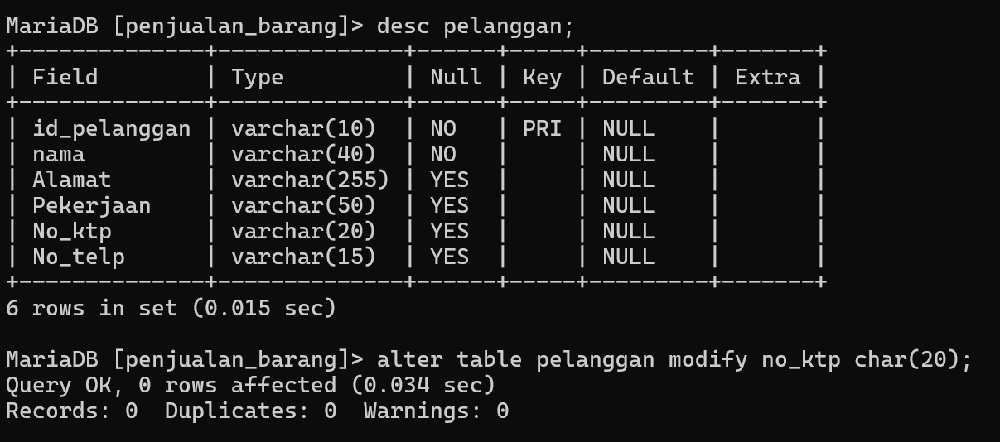 MariaDB [penjualan_barang]> desc pelanggan;
+--------------+--------------+------+-----+---------+-------+
| Field        | Type         | Null | Key | Default | Extra |
+--------------+--------------+------+-----+---------+-------+
| id_pelanggan | varchar(10)  | NO   | PRI | NULL    |       |
| nama         | varchar(40)  | NO   |     | NULL    |       |
| Alamat       | varchar(255) | YES  |     | NULL    |       |
| Pekerjaan    | varchar(50)  | YES  |     | NULL    |       |
| No_ktp       | varchar(20)  | YES  |     | NULL    |       |
| No_telp      | varchar(15)  | YES  |     | NULL    |       |
+--------------+--------------+------+-----+---------+-------+
6 rows in set (0.015 sec)

MariaDB [penjualan_barang]> alter table pelanggan modify no_ktp char(20);
Query OK, 0 rows affected (0.034 sec)
Records: 0  Duplicates: 0  Warnings: 0